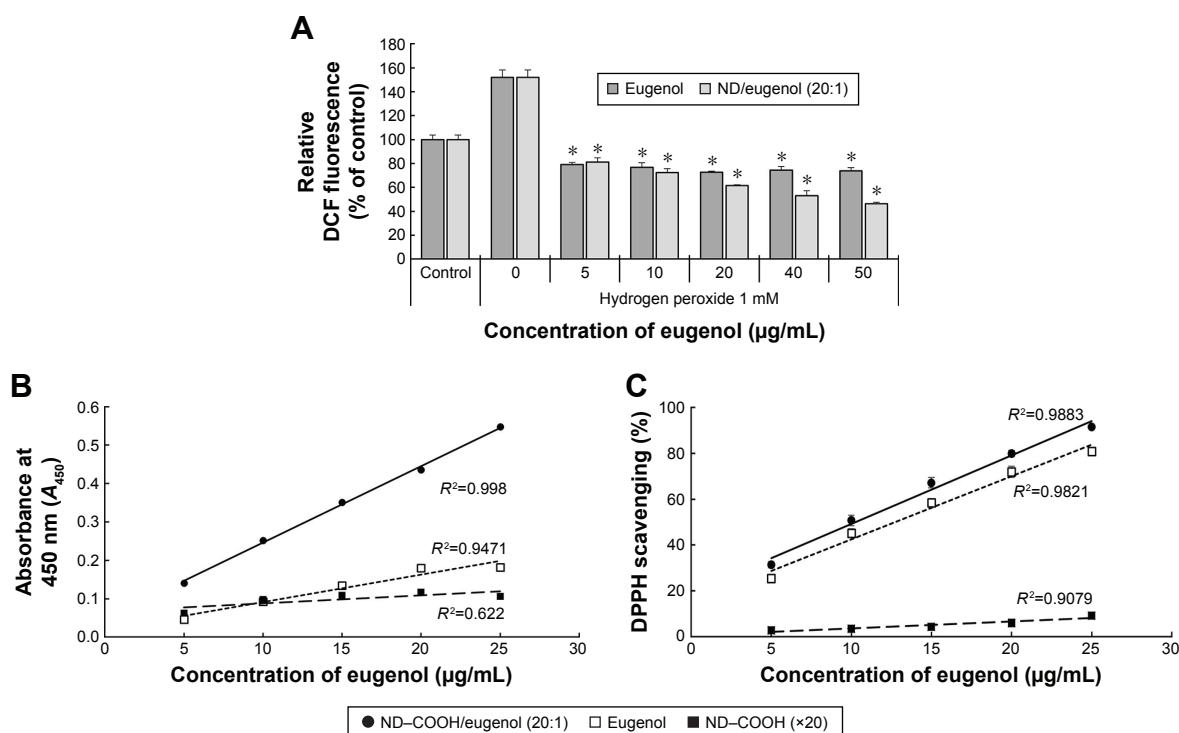 A
Relative
DCF fluorescence
(% of control)
180
160
140
120
100
80
60
40
20
0
Eugenol
ND/eugenol (20:1)
* * * * * * * * * *
Control 0 5 10 20 40 50
Hydrogen peroxide 1 mM
Concentration of eugenol (µg/mL)
B
Absorbance at
450 nm (A450)
0.6
0.5
0.4
0.3
0.2
0.1
0.0
R²=0.998
R²=0.9471
R²=0.622
0 5 10 15 20 25 30
Concentration of eugenol (µg/mL)
C
DPPH scavenging (%)
100
80
60
40
20
0
R²=0.9883
R²=0.9821
R²=0.9079
0 5 10 15 20 25 30
Concentration of eugenol (µg/mL)
ND–COOH/eugenol (20:1) Eugenol ND–COOH (×20)